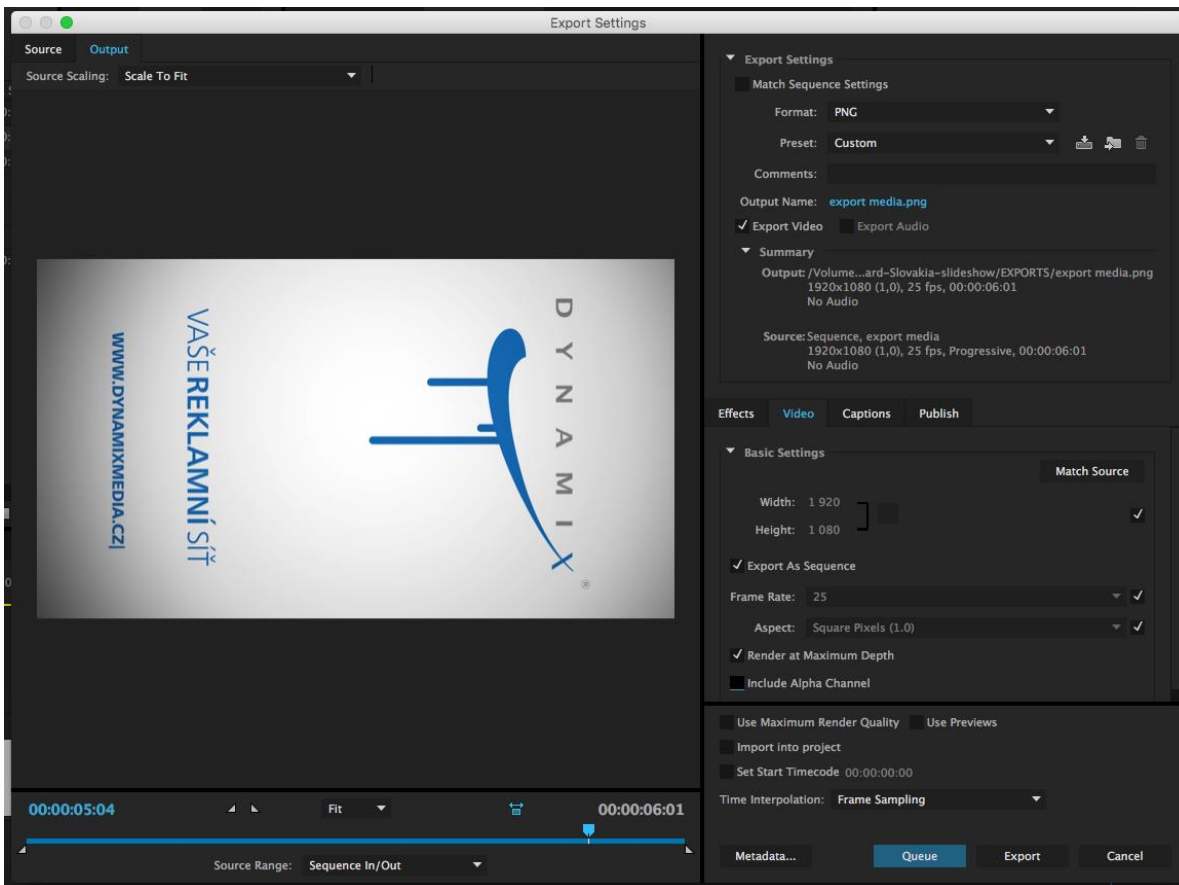 Export Settings
Source Output
Source Scaling: Scale To Fit
DYNAMIX®
VAŠE REKLAMNÍ SÍŤ
WWW.DYNAMIXMEDIA.CZ|
00:00:05:04 Fit 00:00:06:01
Source Range: Sequence In/Out
Export Settings
Match Sequence Settings
Format: PNG
Preset: Custom
Comments:
Output Name: export media.png
Export Video Export Audio
Summary
Output: /Volume...ard-Slovakia-slideshow/EXPORTS/export media.png
1920x1080 (1,0), 25 fps, 00:00:06:01
No Audio
Source: Sequence, export media
1920x1080 (1,0), 25 fps, Progressive, 00:00:06:01
No Audio
Effects Video Captions Publish
Basic Settings
Match Source
Width: 1 920
Height: 1 080
Export As Sequence
Frame Rate: 25
Aspect: Square Pixels (1.0)
Render at Maximum Depth
Include Alpha Channel
Use Maximum Render Quality Use Previews
Import into project
Set Start Timecode 00:00:00:00
Time Interpolation: Frame Sampling
Metadata... Queue Export Cancel